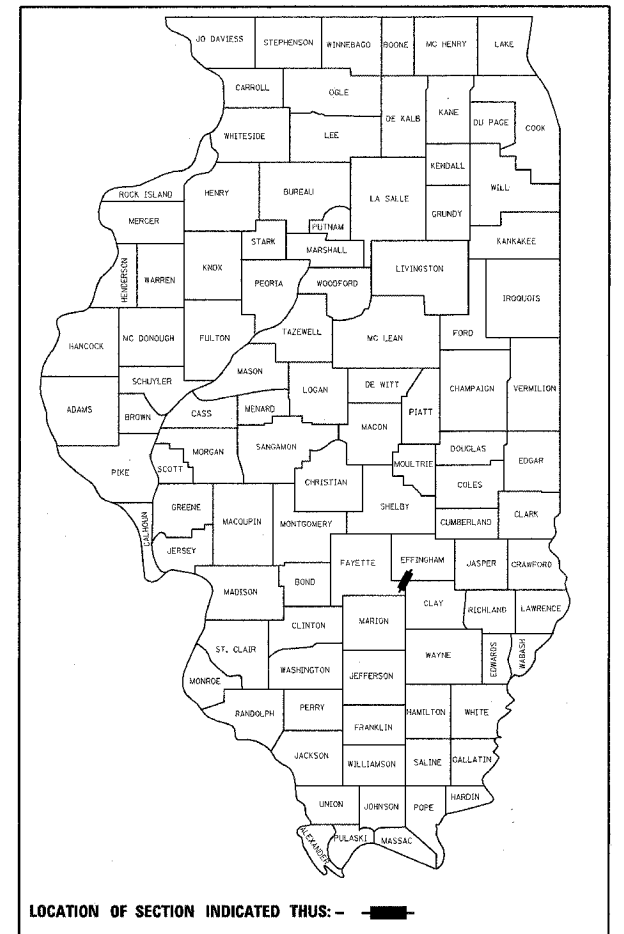 JO DAVIESS STEPHENSON WINNEBAGO BOONE MC HENRY LAKE
CARROLL OGLE DE KALB KANE DU PAGE COOK
WHITESIDE LEE
KENDALL WILL
ROCK ISLAND HENRY BUREAU LA SALLE GRUNDY
MERCER PUTNAM
STARK MARSHALL KANKAKEE
HENDERSON WARREN KNOX PEORIA WOODFORD LIVINGSTON IROQUOIS
HANCOCK MC DONOUGH FULTON TAZEWELL MC LEAN FORD
MASON
SCHUYLER LOGAN DE WITT CHAMPAIGN VERMILION
ADAMS BROWN CASS MENARD PIATT
MACON
MORGAN SANGAMON DOUGLAS
PIKE SCOTT CHRISTIAN MOULTRIE EDGAR
COLES
GREENE SHELBY
CALHOUN MACOUPIN MONTGOMERY CUMBERLAND CLARK
JERSEY
FAYETTE EFFINGHAM JASPER CRAWFORD
MADISON BOND
CLAY
MARION RICHLAND LAWRENCE
CLINTON
ST. CLAIR WAYNE EDWARDS WABASH
WASHINGTON JEFFERSON
MONROE
PERRY HAMILTON WHITE
RANDOLPH
FRANKLIN
JACKSON WILLIAMSON SALINE GALLATIN
UNION JOHNSON POPE HARDIN
ALEXANDER PULASKI MASSAC
LOCATION OF SECTION INDICATED THUS: –